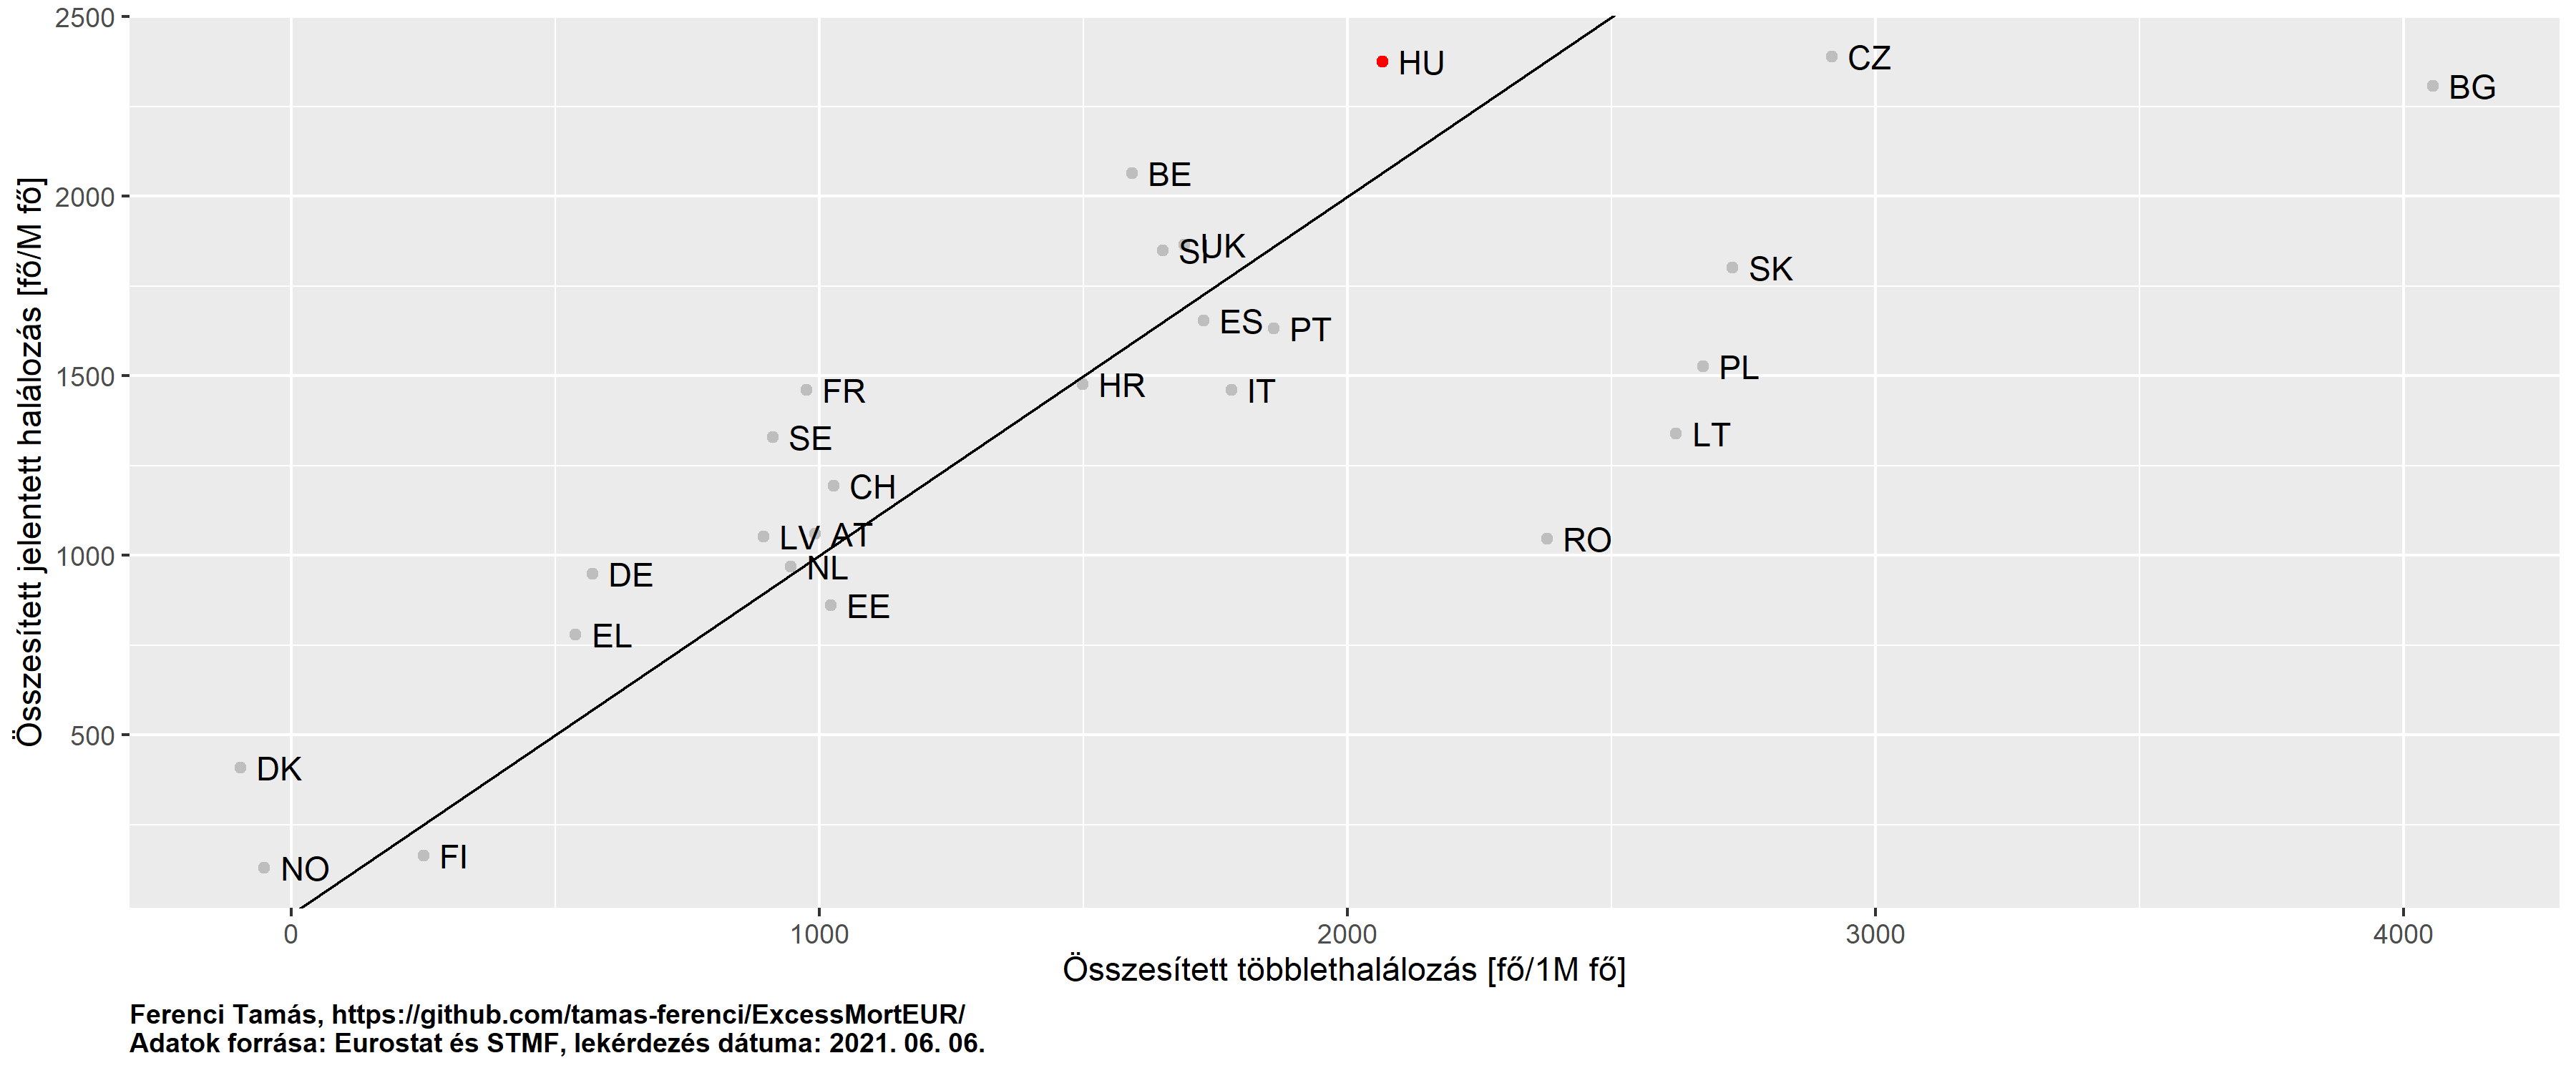 Összesített jelentett halálozás [fő/M fő]
2500
2000
1500
1000
500
HU
CZ
BG
BE
SI
UK
SK
ES
PT
PL
HR
FR
IT
LT
SE
CH
LV
AT
RO
NL
DE
EE
EL
DK
NO
FI
0
1000
2000
3000
4000
Összesített többlethalálozás [fő/1M fő]
Ferenci Tamás, https://github.com/tamas-ferenci/ExcessMortEUR/
Adatok forrása: Eurostat és STMF, lekérdezés dátuma: 2021. 06. 06.